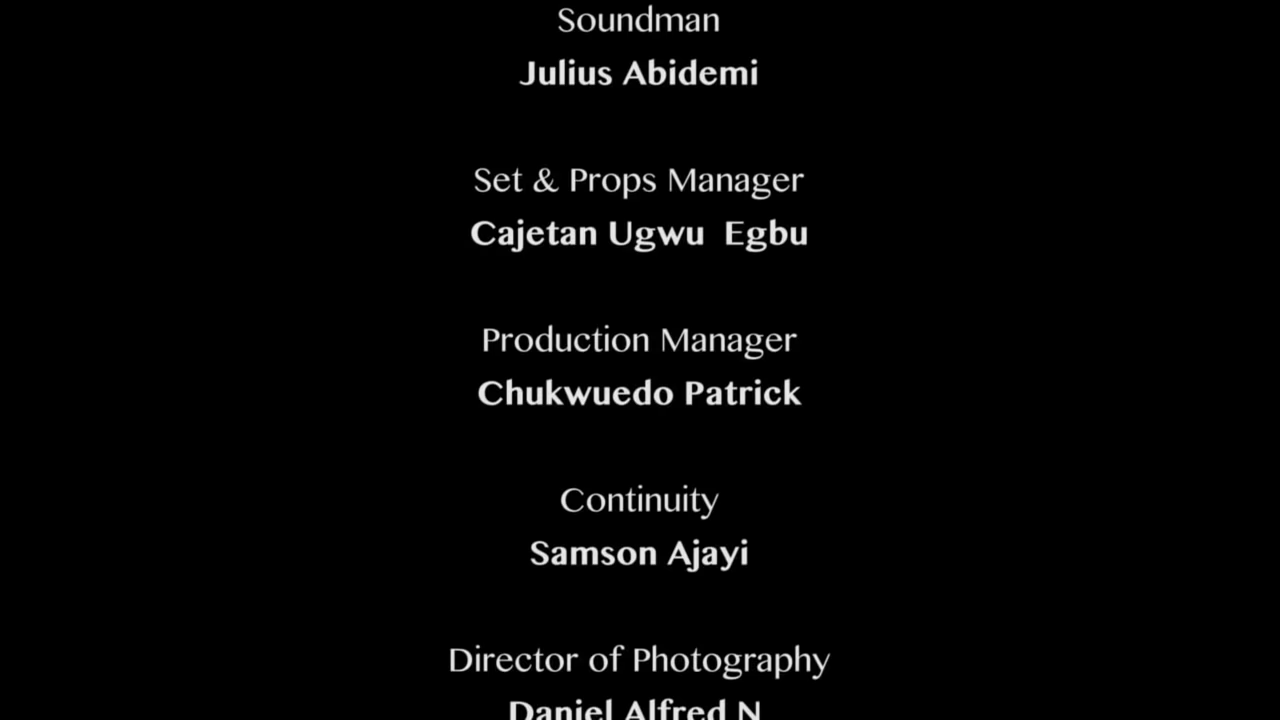 Soundman
Julius Abidemi
Set & Props Manager
Cajetan Ugwu  Egbu
Production Manager
Chukwuedo Patrick
Continuity
Samson Ajayi
Director of Photography
Daniel Alfred N